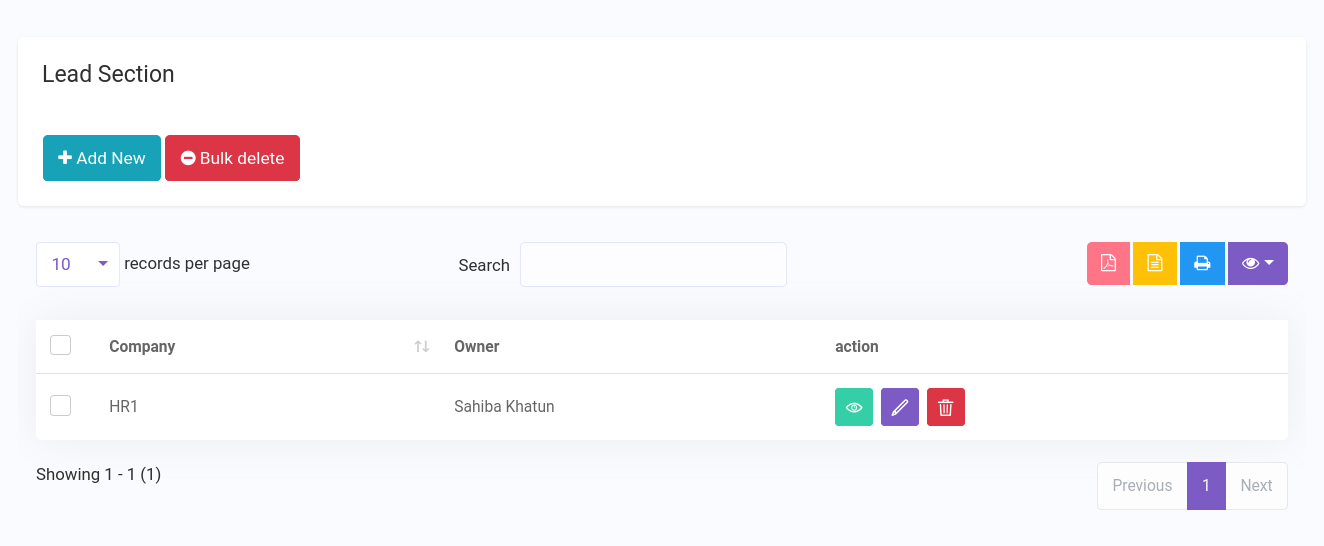 Lead Section
Add New Bulk delete
10 records per page Search
Company Owner action
HR1 Sahiba Khatun
Showing 1 - 1 (1)
Previous 1 Next